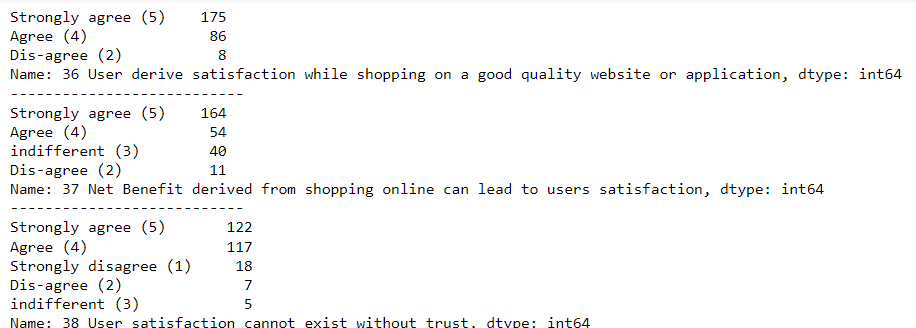 Strongly agree (5)    175
Agree (4)              86
Dis-agree (2)           8
Name: 36 User derive satisfaction while shopping on a good quality website or application, dtype: int64
---------------------------
Strongly agree (5)    164
Agree (4)              54
indifferent (3)        40
Dis-agree (2)          11
Name: 37 Net Benefit derived from shopping online can lead to users satisfaction, dtype: int64
---------------------------
Strongly agree (5)       122
Agree (4)                117
Strongly disagree (1)     18
Dis-agree (2)              7
indifferent (3)            5
Name: 38 User satisfaction cannot exist without trust, dtype: int64